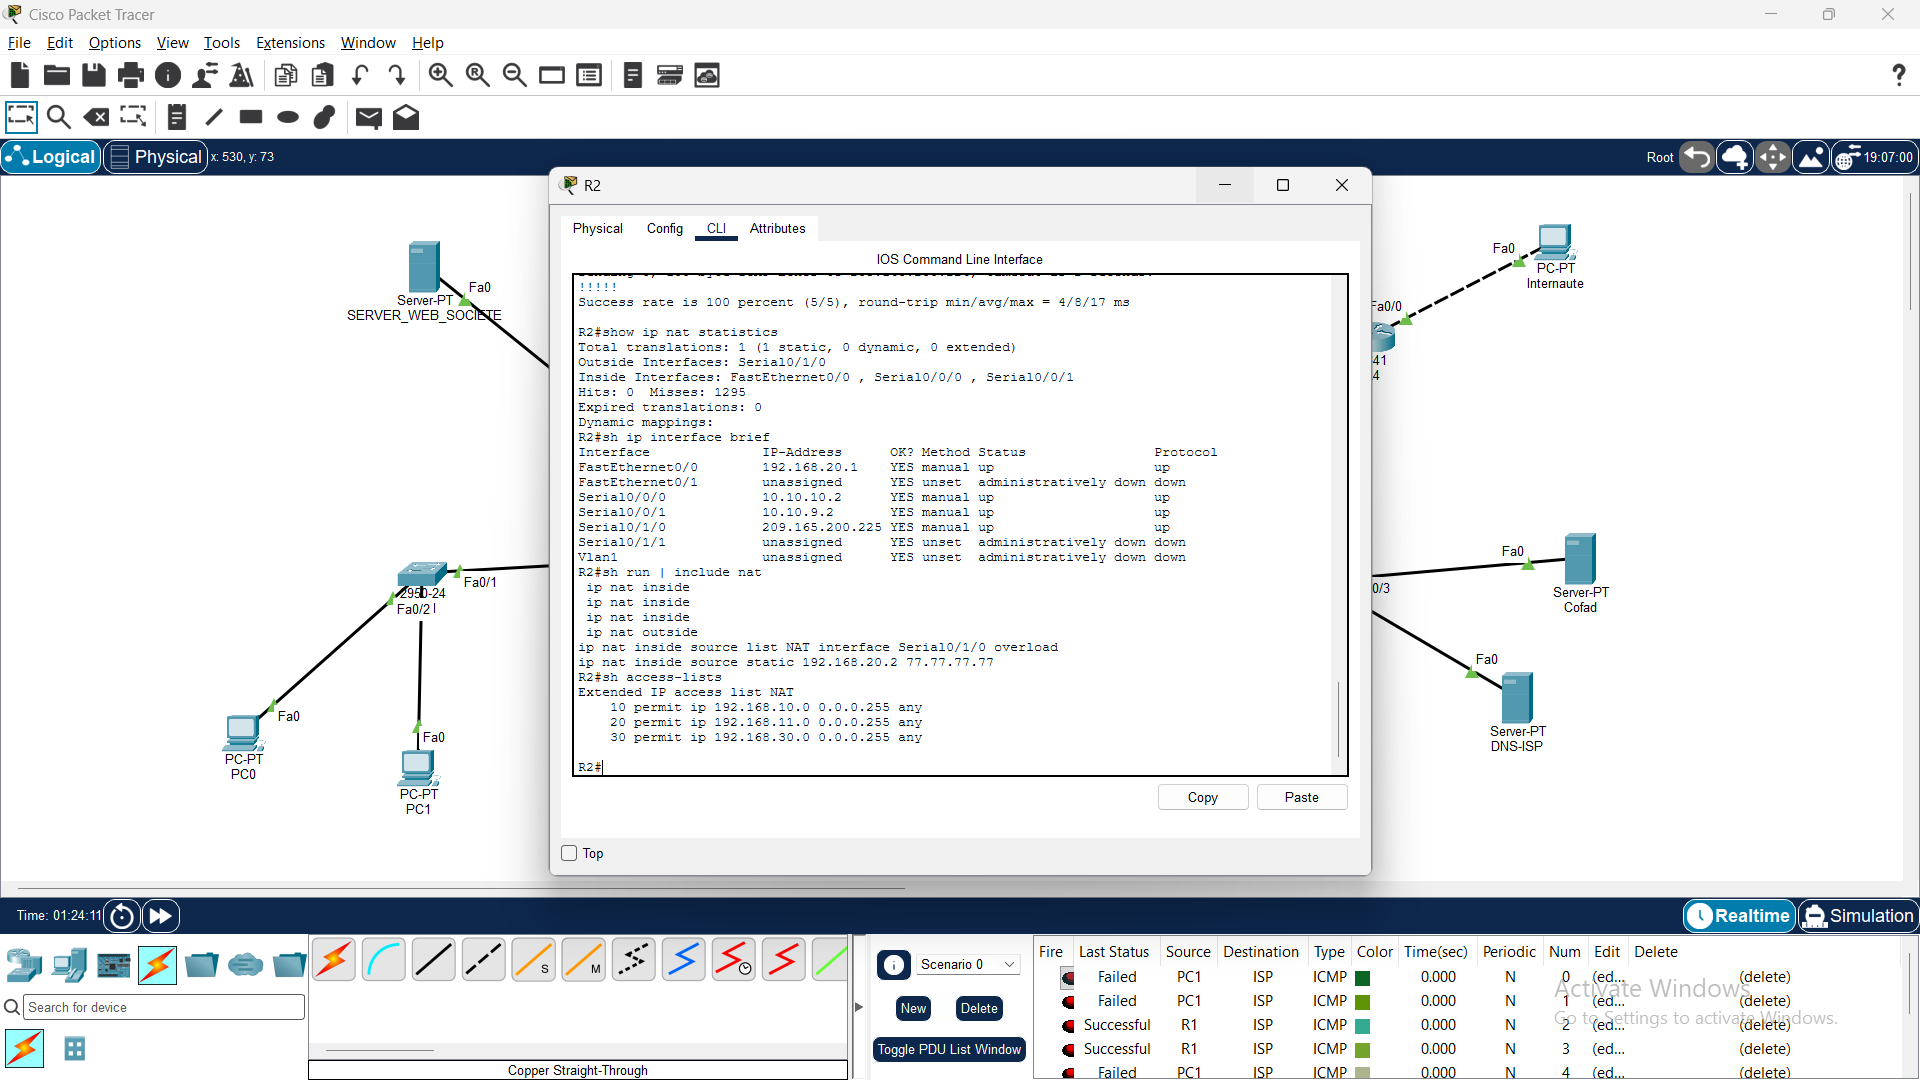 Cisco Packet Tracer
File Edit Options View Tools Extensions Window Help
Logical Physical x: 530, y: 73
Root 19:07:00
R2
Physical Config CLI Attributes
IOS Command Line Interface
!!!!!
Success rate is 100 percent (5/5), round-trip min/avg/max = 4/8/17 ms
R2#show ip nat statistics
Total translations: 1 (1 static, 0 dynamic, 0 extended)
Outside Interfaces: Serial0/1/0
Inside Interfaces: FastEthernet0/0 , Serial0/0/0 , Serial0/0/1
Hits: 0 Misses: 1295
Expired translations: 0
Dynamic mappings:
R2#sh ip interface brief
Interface IP-Address OK? Method Status Protocol
FastEthernet0/0 192.168.20.1 YES manual up up
FastEthernet0/1 unassigned YES unset administratively down down
Serial0/0/0 10.10.10.2 YES manual up up
Serial0/0/1 10.10.9.2 YES manual up up
Serial0/1/0 209.165.200.225 YES manual up up
Serial0/1/1 unassigned YES unset administratively down down
Vlan1 unassigned YES unset administratively down down
R2#sh run | include nat
ip nat inside
ip nat inside
ip nat inside
ip nat outside
ip nat inside source list NAT interface Serial0/1/0 overload
ip nat inside source static 192.168.20.2 77.77.77.77
R2#sh access-lists
Extended IP access list NAT
10 permit ip 192.168.10.0 0.0.0.255 any
20 permit ip 192.168.11.0 0.0.0.255 any
30 permit ip 192.168.30.0 0.0.0.255 any
R2#
Copy Paste
Top
Fa0
Server-PT
SERVER_WEB_SOCIETE
Fa0/1
2950-24
Fa0/2
Fa0
PC-PT
PC0
Fa0
PC-PT
PC1
Fa0
PC-PT
Internaute
Fa0/0
41
4
Fa0
0/3
Server-PT
Cofad
Fa0
Server-PT
DNS-ISP
Time: 01:24:11
Realtime Simulation
Search for device
S
M
Copper Straight-Through
Scenario 0
New Delete
Toggle PDU List Window
Fire Last Status Source Destination Type Color Time(sec) Periodic Num Edit Delete
Failed PC1 ISP ICMP 0.000 N 0 (ed... (delete)
Failed PC1 ISP ICMP 0.000 N 1 (ed... (delete)
Successful R1 ISP ICMP 0.000 N 2 (ed... (delete)
Successful R1 ISP ICMP 0.000 N 3 (ed... (delete)
Failed PC1 ISP ICMP 0.000 N 4 (ed... (delete)
Activate Windows
Go to Settings to activate Windows.